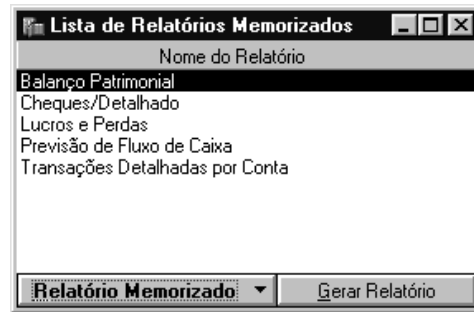 Lista de Relatórios Memorizados
Nome do Relatório
Balanço Patrimonial
Cheques/Detalhado
Lucros e Perdas
Previsão de Fluxo de Caixa
Transações Detalhadas por Conta
Relatório Memorizado
Gerar Relatório